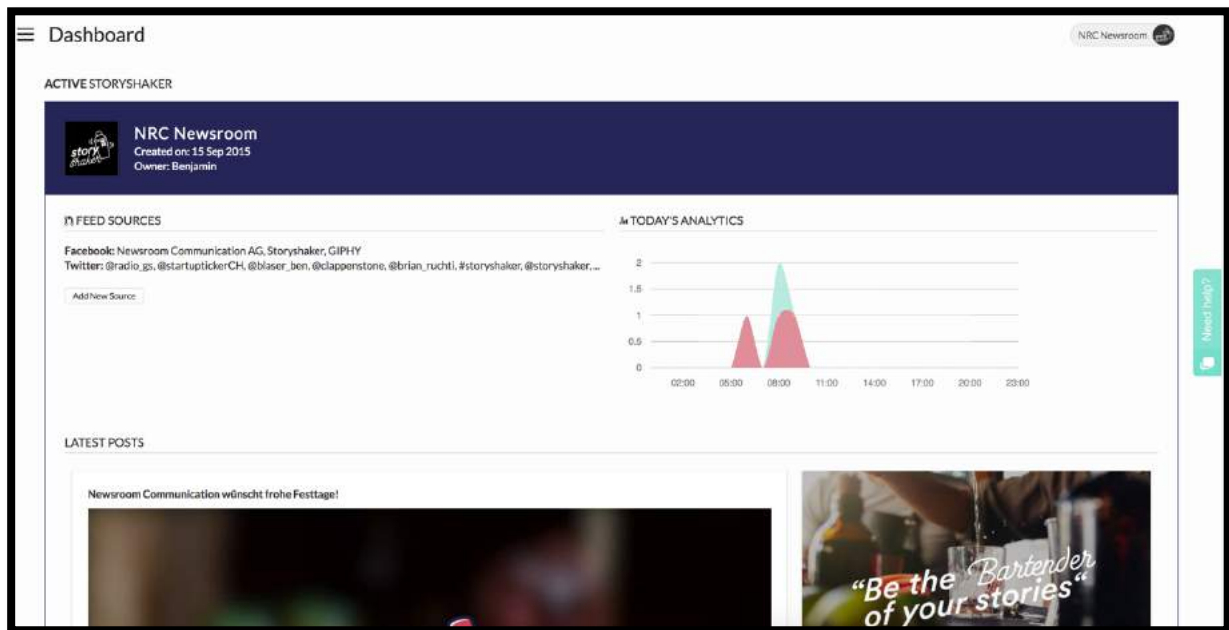 Dashboard
NRC Newsroom
ACTIVE STORYSHAKER
story
shaker
NRC Newsroom
Created on: 15 Sep 2015
Owner: Benjamin
FEED SOURCES
Facebook: Newsroom Communication AG, Storyshaker, GIPHY
Twitter: @radio_gs, @startuptickerCH, @blaser_ben, @clappenstone, @brian_ruchti, #storyshaker, @storyshaker, ...
Add New Source
TODAY'S ANALYTICS
2
1.5
1
0.5
0
02:00 05:00 08:00 11:00 14:00 17:00 20:00 23:00
Need help?
LATEST POSTS
Newsroom Communication wünscht frohe Festtage!
“Be the Bartender
of your stories“